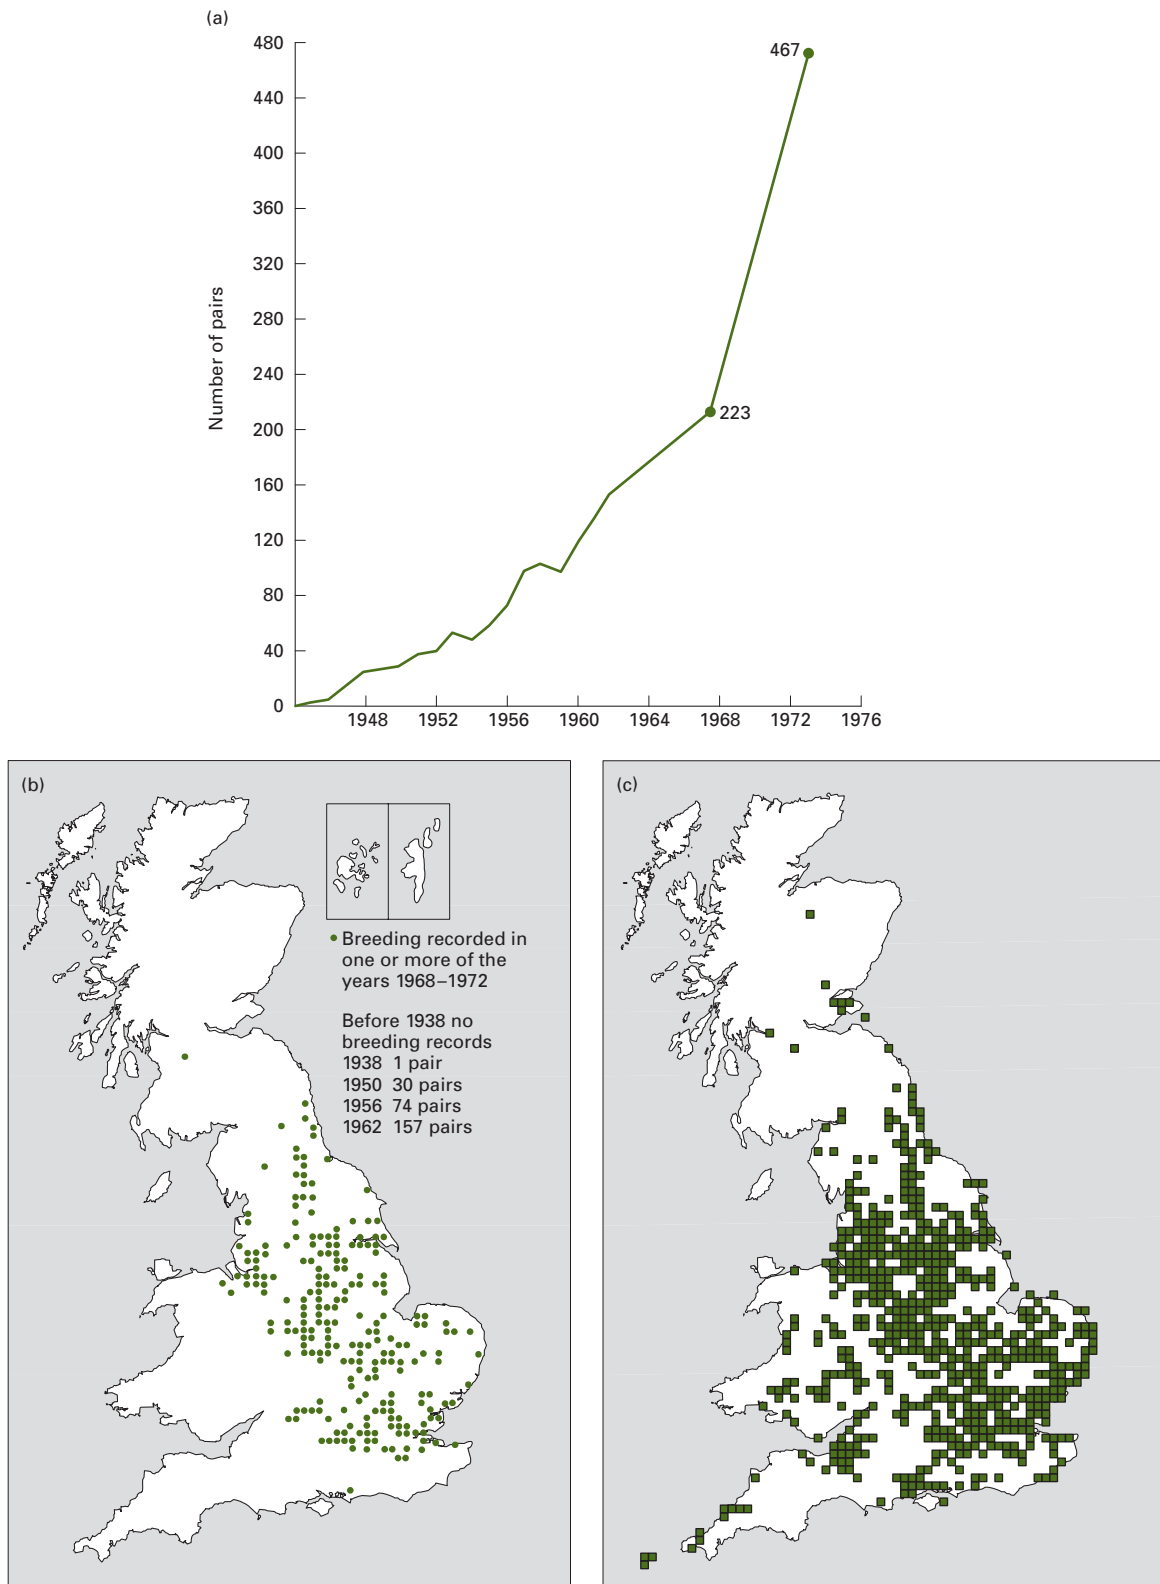 (a)
480
440
400
360
320
280
240
200
160
120
80
40
0
Number of pairs
467
223
1948 1952 1956 1960 1964 1968 1972 1976
(b)
Breeding recorded in
one or more of the
years 1968–1972
Before 1938 no
breeding records
1938 1 pair
1950 30 pairs
1956 74 pairs
1962 157 pairs
(c)